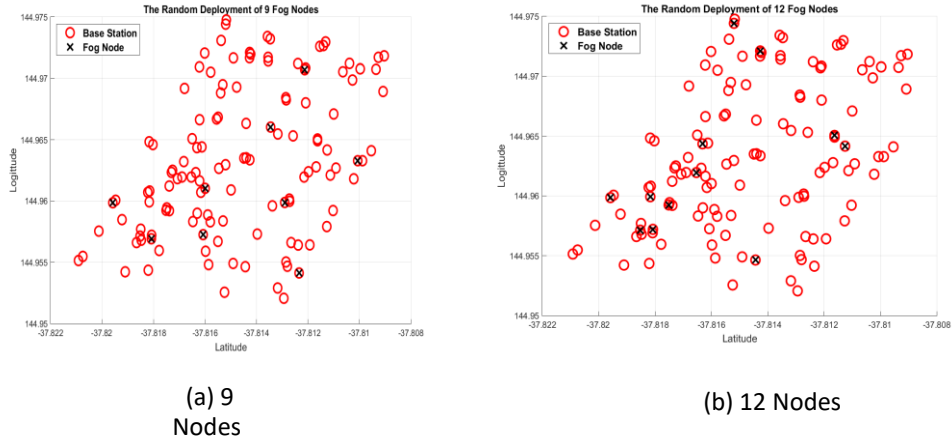 The Random Deployment of 9 Fog Nodes
144.975
144.97
144.965
144.96
144.955
144.95
Logittude
Base Station
Fog Node
-37.822
-37.82
-37.818
-37.816
-37.814
-37.812
-37.81
-37.808
Latitude
(a) 9
Nodes
The Random Deployment of 12 Fog Nodes
144.975
144.97
144.965
144.96
144.955
144.95
Logittude
Base Station
Fog Node
-37.822
-37.82
-37.818
-37.816
-37.814
-37.812
-37.81
-37.808
Latitude
(b) 12 Nodes